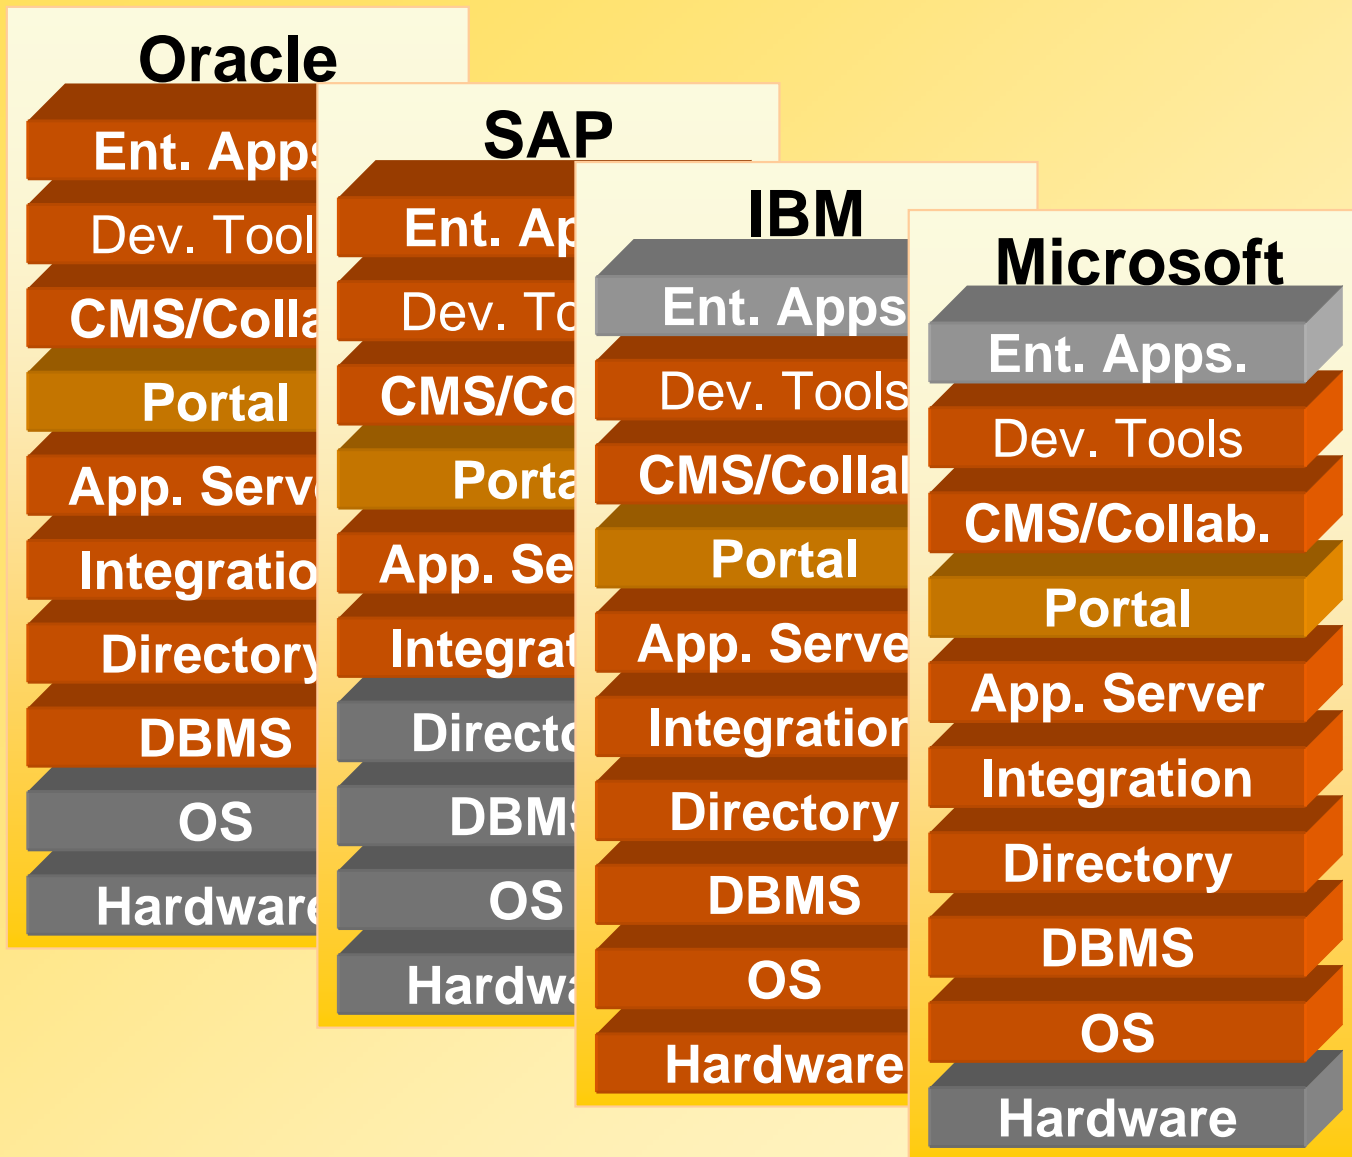 Oracle
Ent. Apps
Dev. Tool
CMS/Colla
Portal
App. Serve
Integratio
Directory
DBMS
OS
Hardware
SAP
Ent. Ap
Dev. To
CMS/Co
Porta
App. Se
Integrat
Directo
DBMS
OS
Hardwa
IBM
Ent. Apps
Dev. Tools
CMS/Collab
Portal
App. Serve
Integration
Directory
DBMS
OS
Hardware
Microsoft
Ent. Apps.
Dev. Tools
CMS/Collab.
Portal
App. Server
Integration
Directory
DBMS
OS
Hardware